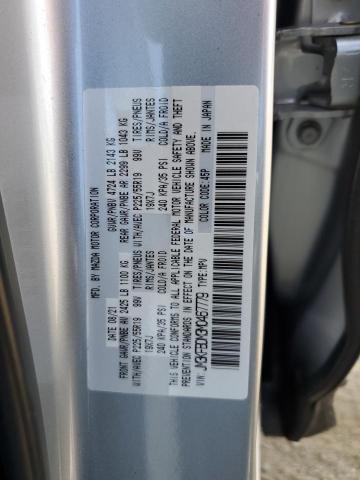 MFD. BY MAZDA MOTOR CORPORATION
DATE 08/21 GVWR/PNBV 4724 LB 2143 KG
FRONT GAWR/PNBE AV 2425 LB 1100 KG REAR GAWR/PNBE AR 2299 LB 1043 KG
WITH/AVEC P225/55R19 99V TIRES/PNEUS WITH/AVEC P225/55R19 99V TIRES/PNEUS
19X7J RIMS/JANTES 19X7J RIMS/JANTES
240 KPA/35 PSI COLD/A FROID 240 KPA/35 PSI COLD/A FROID
THIS VEHICLE CONFORMS TO ALL APPLICABLE FEDERAL MOTOR VEHICLE SAFETY AND THEFT
PREVENTION STANDARDS IN EFFECT ON THE DATE OF MANUFACTURE SHOWN ABOVE.
MADE IN JAPAN
COLOR: 45P
VIN: TYPE: MPV